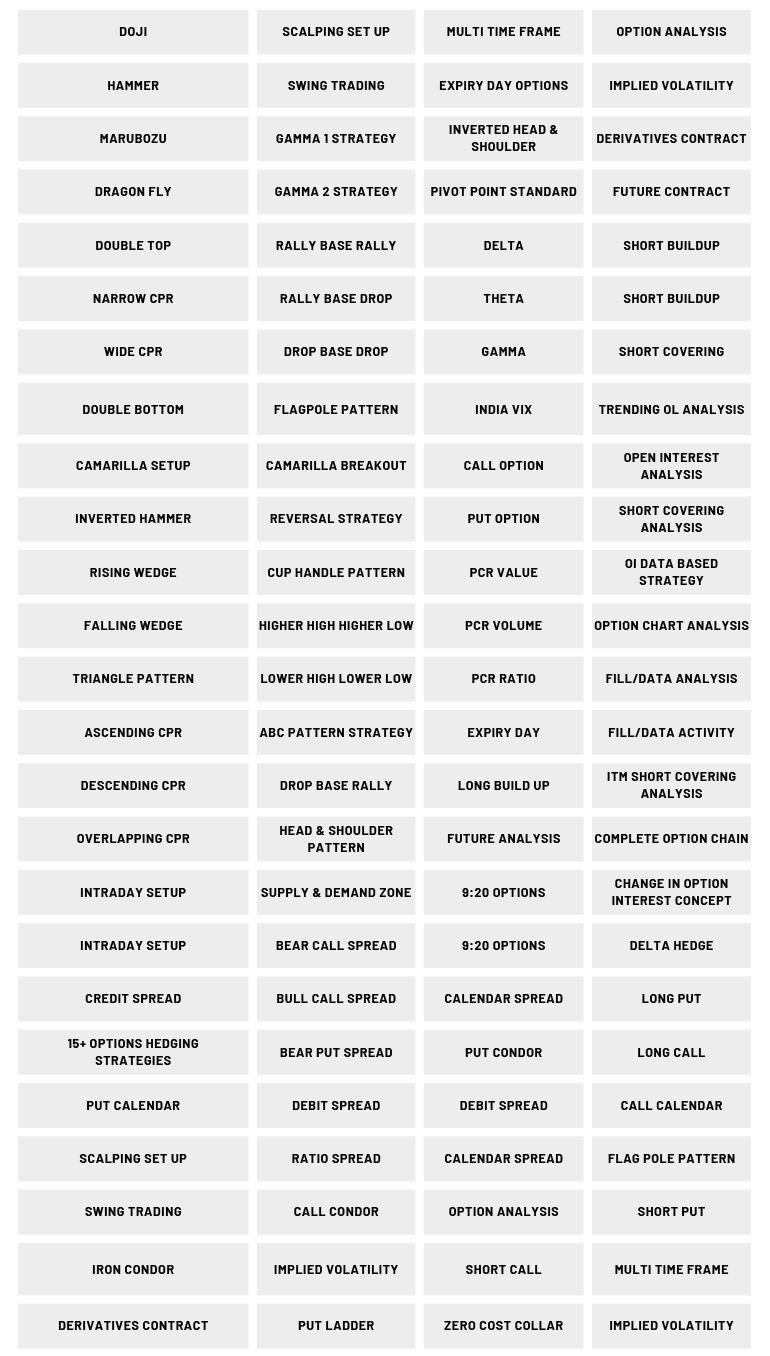 DOJI
SCALPING SET UP
MULTI TIME FRAME
OPTION ANALYSIS
HAMMER
SWING TRADING
EXPIRY DAY OPTIONS
IMPLIED VOLATILITY
MARUBOZU
GAMMA 1 STRATEGY
INVERTED HEAD &
SHOULDER
DERIVATIVES CONTRACT
DRAGON FLY
GAMMA 2 STRATEGY
PIVOT POINT STANDARD
FUTURE CONTRACT
DOUBLE TOP
RALLY BASE RALLY
DELTA
SHORT BUILDUP
NARROW CPR
RALLY BASE DROP
THETA
SHORT BUILDUP
WIDE CPR
DROP BASE DROP
GAMMA
SHORT COVERING
DOUBLE BOTTOM
FLAGPOLE PATTERN
INDIA VIX
TRENDING OL ANALYSIS
CAMARILLA SETUP
CAMARILLA BREAKOUT
CALL OPTION
OPEN INTEREST
ANALYSIS
INVERTED HAMMER
REVERSAL STRATEGY
PUT OPTION
SHORT COVERING
ANALYSIS
RISING WEDGE
CUP HANDLE PATTERN
PCR VALUE
OI DATA BASED
STRATEGY
FALLING WEDGE
HIGHER HIGH HIGHER LOW
PCR VOLUME
OPTION CHART ANALYSIS
TRIANGLE PATTERN
LOWER HIGH LOWER LOW
PCR RATIO
FILL/DATA ANALYSIS
ASCENDING CPR
ABC PATTERN STRATEGY
EXPIRY DAY
FILL/DATA ACTIVITY
DESCENDING CPR
DROP BASE RALLY
LONG BUILD UP
ITM SHORT COVERING
ANALYSIS
OVERLAPPING CPR
HEAD & SHOULDER
PATTERN
FUTURE ANALYSIS
COMPLETE OPTION CHAIN
INTRADAY SETUP
SUPPLY & DEMAND ZONE
9:20 OPTIONS
CHANGE IN OPTION
INTEREST CONCEPT
INTRADAY SETUP
BEAR CALL SPREAD
9:20 OPTIONS
DELTA HEDGE
CREDIT SPREAD
BULL CALL SPREAD
CALENDAR SPREAD
LONG PUT
15+ OPTIONS HEDGING
STRATEGIES
BEAR PUT SPREAD
PUT CONDOR
LONG CALL
PUT CALENDAR
DEBIT SPREAD
DEBIT SPREAD
CALL CALENDAR
SCALPING SET UP
RATIO SPREAD
CALENDAR SPREAD
FLAG POLE PATTERN
SWING TRADING
CALL CONDOR
OPTION ANALYSIS
SHORT PUT
IRON CONDOR
IMPLIED VOLATILITY
SHORT CALL
MULTI TIME FRAME
DERIVATIVES CONTRACT
PUT LADDER
ZERO COST COLLAR
IMPLIED VOLATILITY